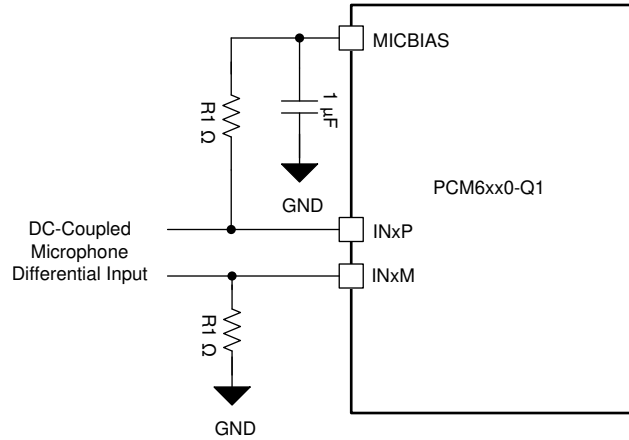 MICBIAS
R1
Ω
1
μF
GND
PCM6xx0-Q1
DC-Coupled
Microphone
Differential Input
INxP
INxM
R1
Ω
GND